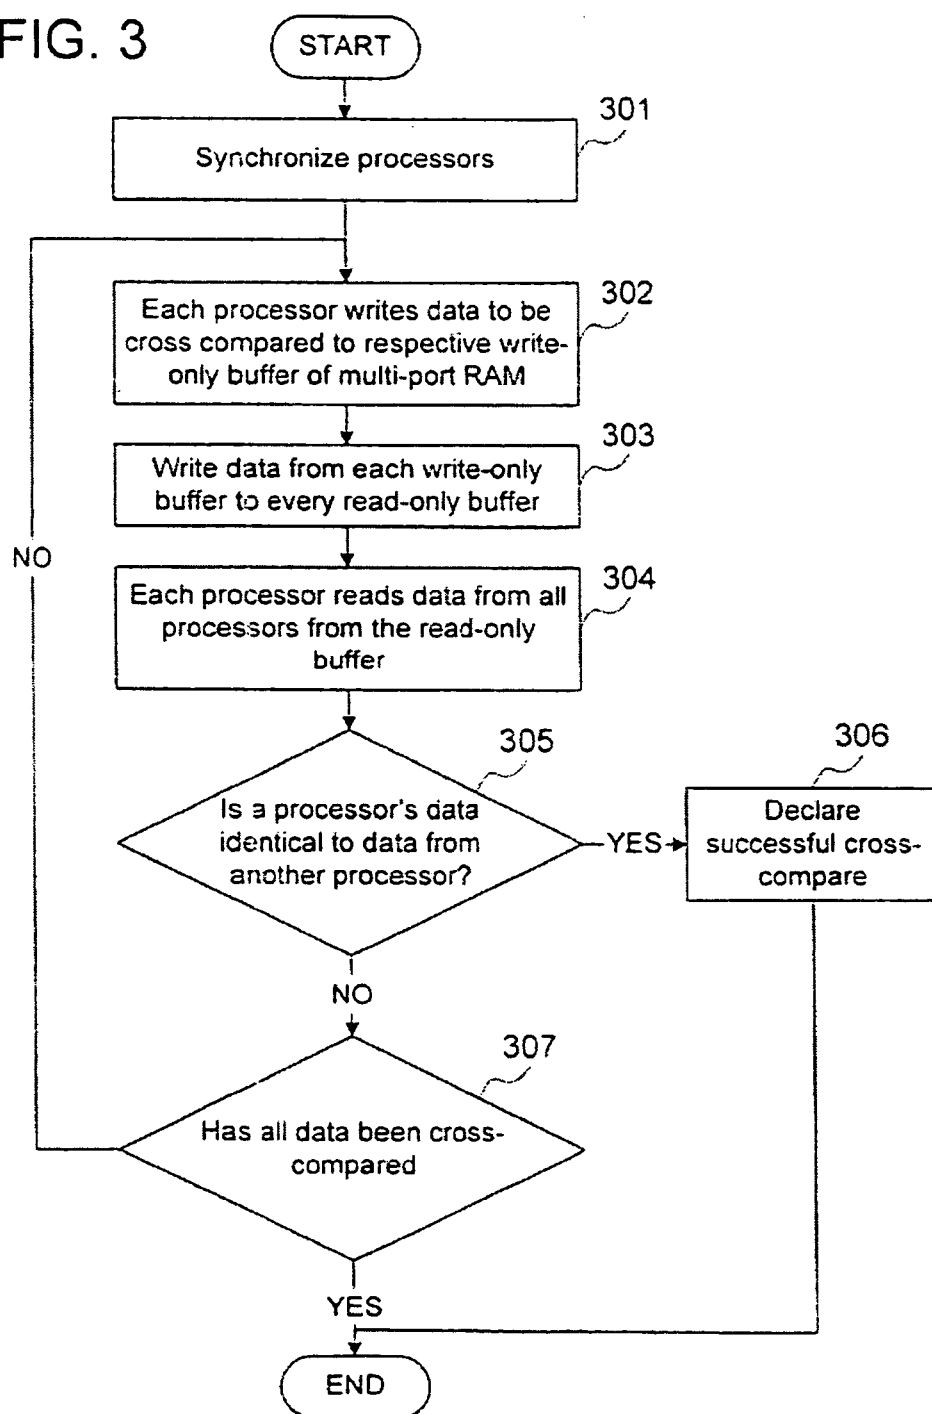 FIG. 3
START
301
Synchronize processors
302
Each processor writes data to be
cross compared to respective write-
only buffer of multi-port RAM
303
Write data from each write-only
buffer to every read-only buffer
NO
304
Each processor reads data from all
processors from the read-only
buffer
305
Is a processor's data
identical to data from
another processor?
YES
306
Declare
successful cross-
compare
NO
307
Has all data been cross-
compared
YES
END